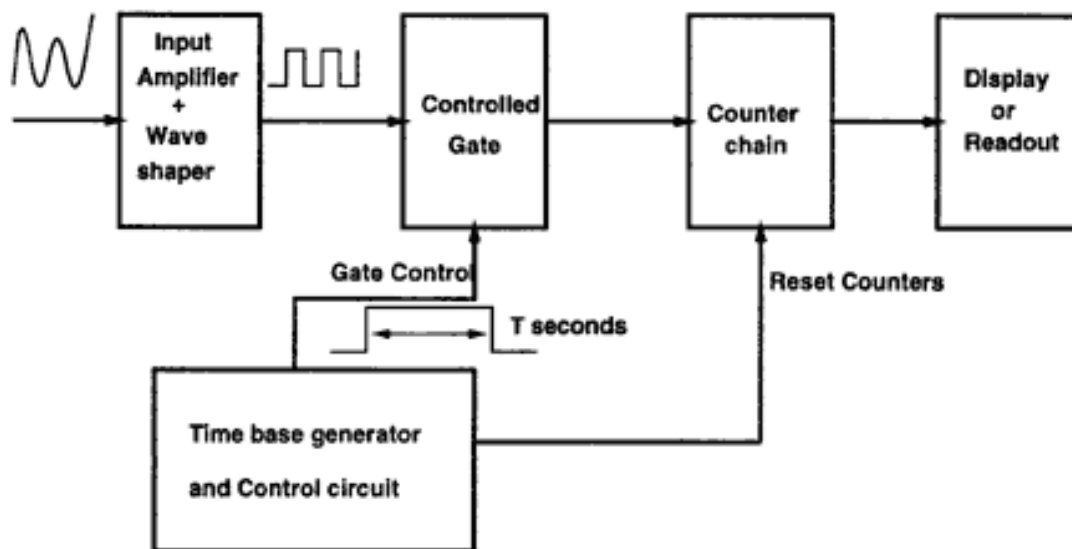 Input
Amplifier
+
Wave
shaper
Controlled
Gate
Counter
chain
Display
or
Readout
Gate Control
Reset Counters
T seconds
Time base generator
and Control circuit